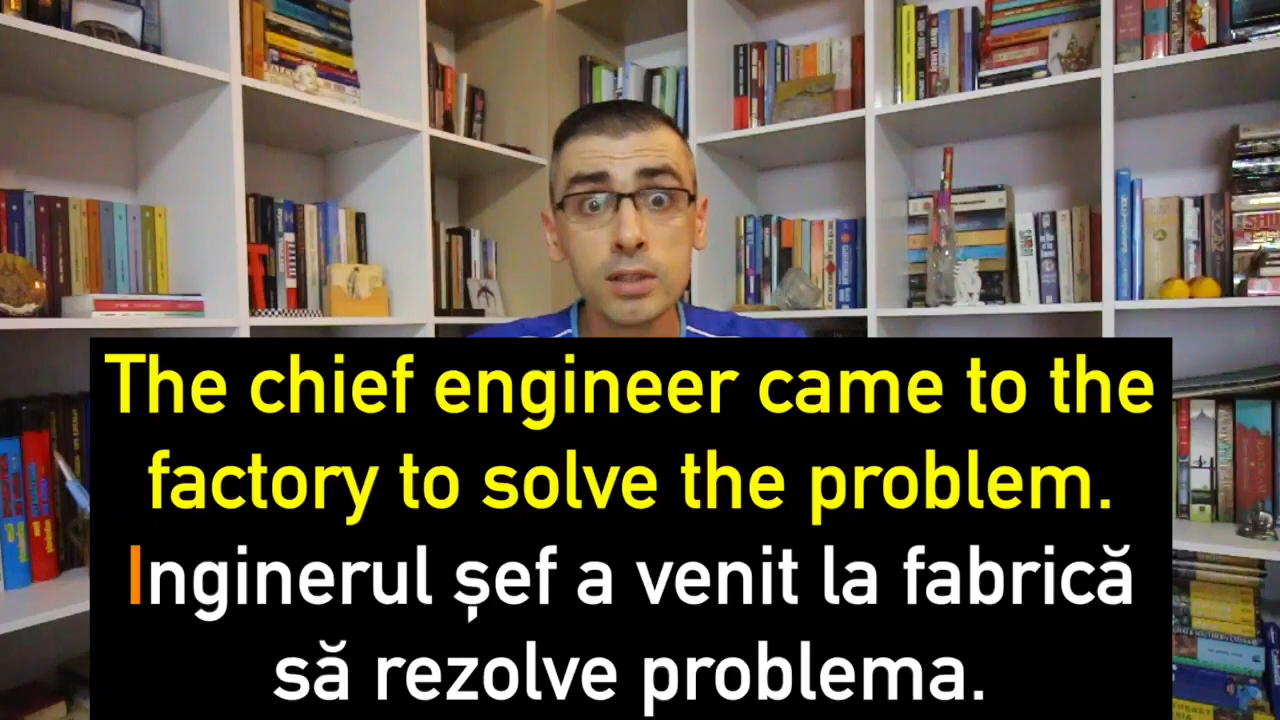 The chief engineer came to the
factory to solve the problem.
Inginerul șef a venit la fabrică
să rezolve problema.